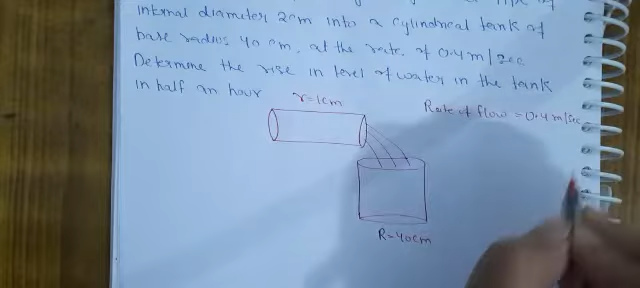 internal diameter 2cm into a cylindrical tank of
base radius 40 cm, at the rate of 0.4 m/sec
Determine the rise in level of water in the tank
in half an hour
r=1cm
Rate of flow = 0.4 m/sec
R=40cm